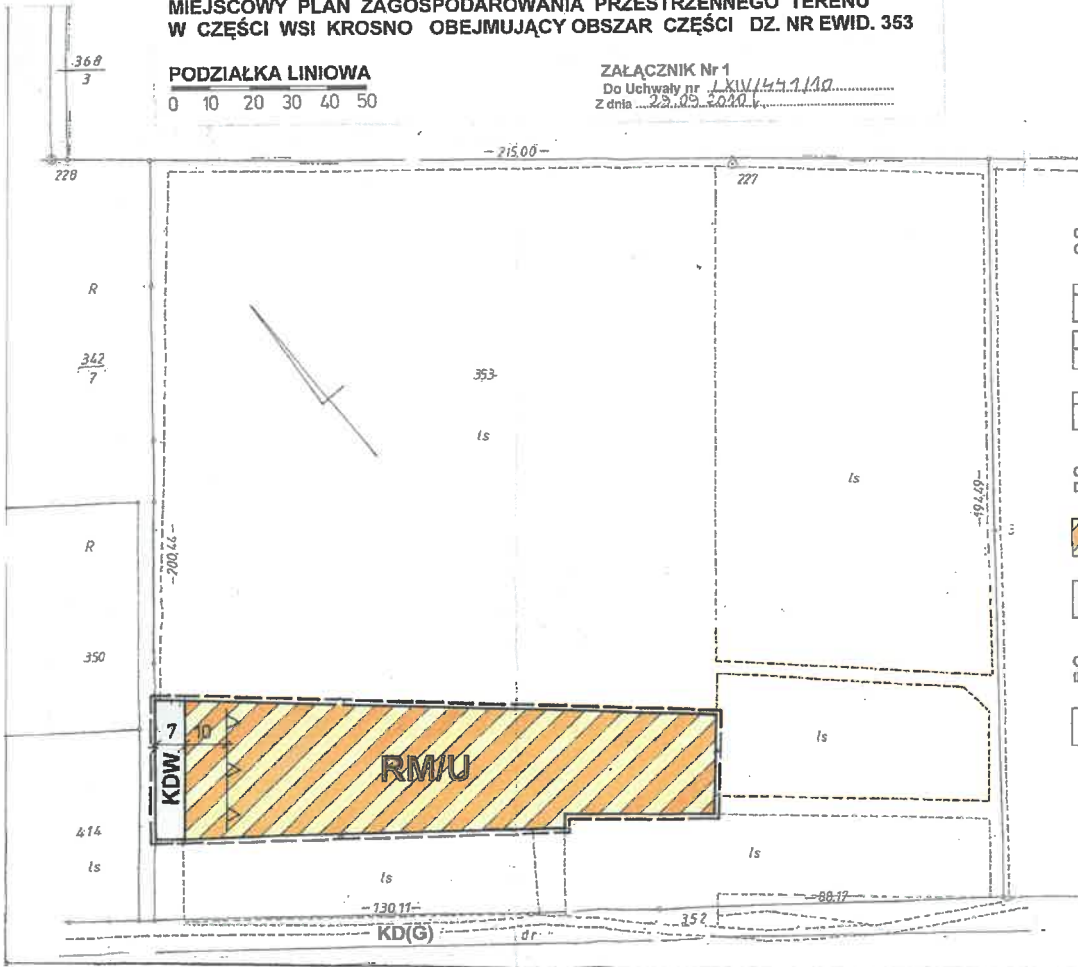 MIEJSCOWY PLAN ZAGOSPODAROWANIA PRZESTRZENNEGO TERENU
W CZĘŚCI WSI KROSNO OBEJMUJĄCY OBSZAR CZĘŚCI DZ. NR EWID. 353
PODZIAŁKA LINIOWA
0 10 20 30 40 50
ZAŁĄCZNIK Nr 1
Do Uchwały nr LXIV/441/10
Z dnia 29.09.2010 r.
368
3
228
-215,00-
227
R
342
7
353
ls
ls
-194,49-
R
-200,44-
350
7
10
KDW
RM/U
ls
414
ls
ls
ls
-130,11-
-88,17-
352
KD(G)
dr